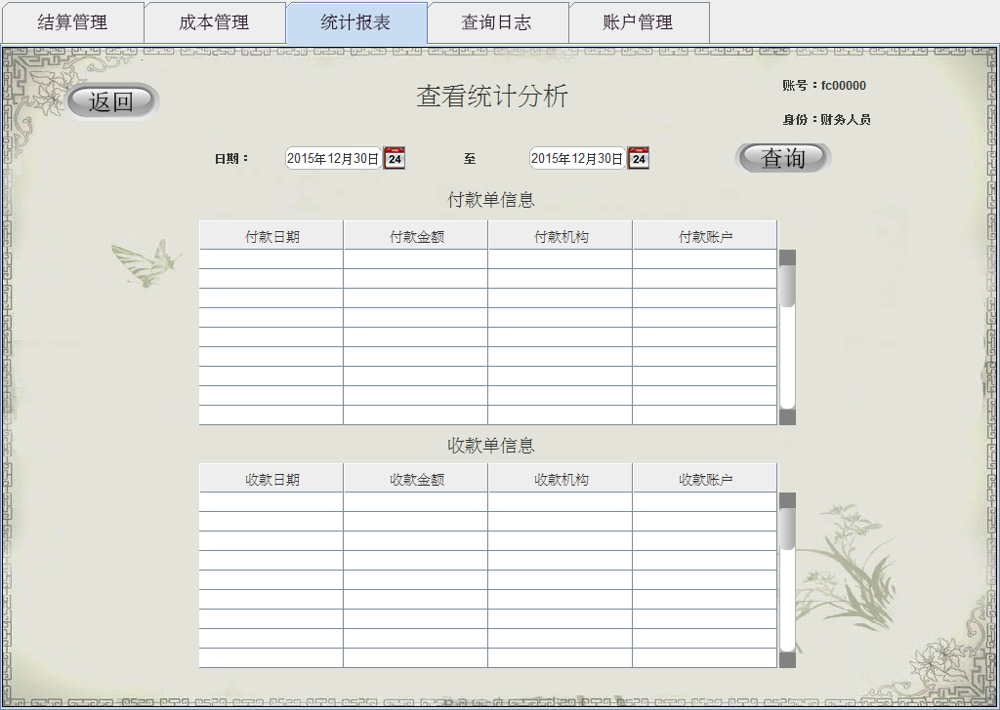 结算管理 成本管理 统计报表 查询日志 账户管理
返回
查看统计分析
账号：fc00000
身份：财务人员
日期： 2015年12月30日 24 至 2015年12月30日 24 查询
付款单信息
付款日期 付款金额 付款机构 付款账户
收款单信息
收款日期 收款金额 收款机构 收款账户